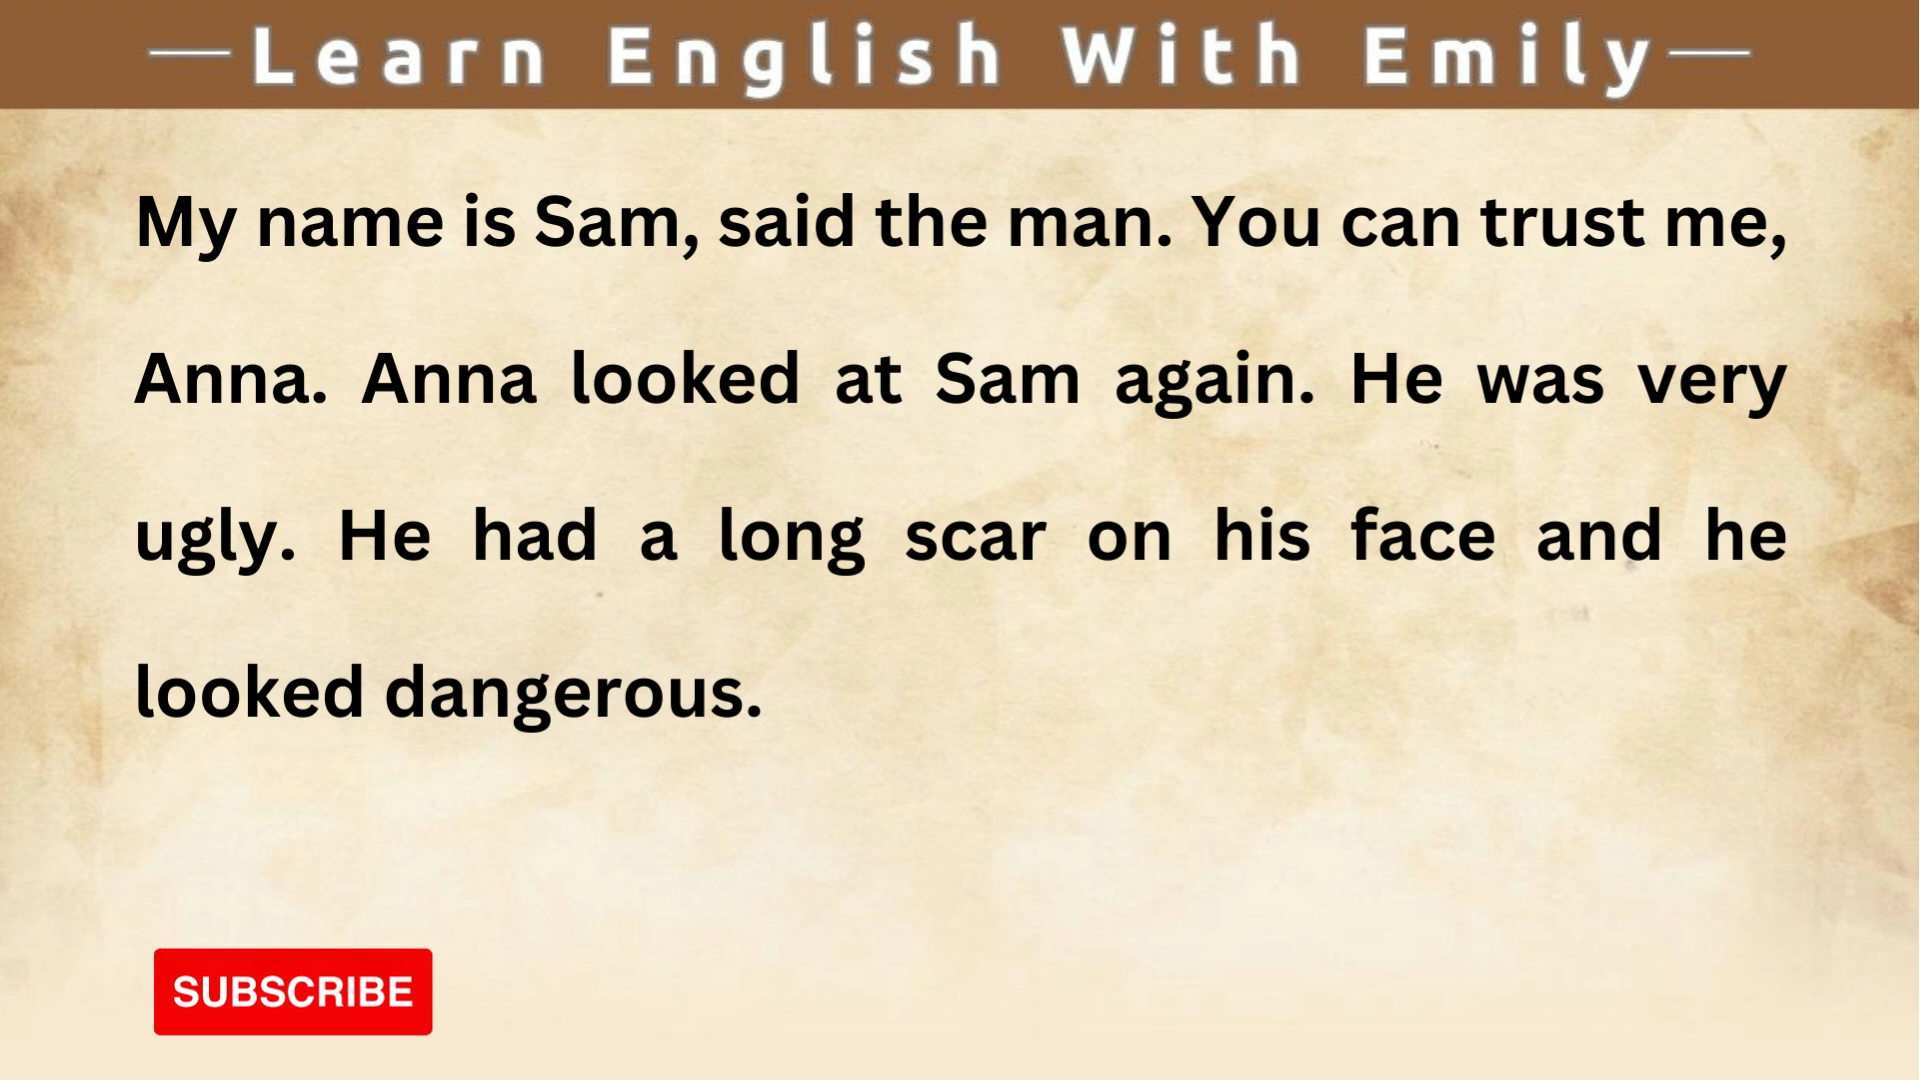 Learn English With Emily
My name is Sam, said the man. You can trust me,
Anna. Anna looked at Sam again. He was very
ugly. He had a long scar on his face and he
looked dangerous.
SUBSCRIBE